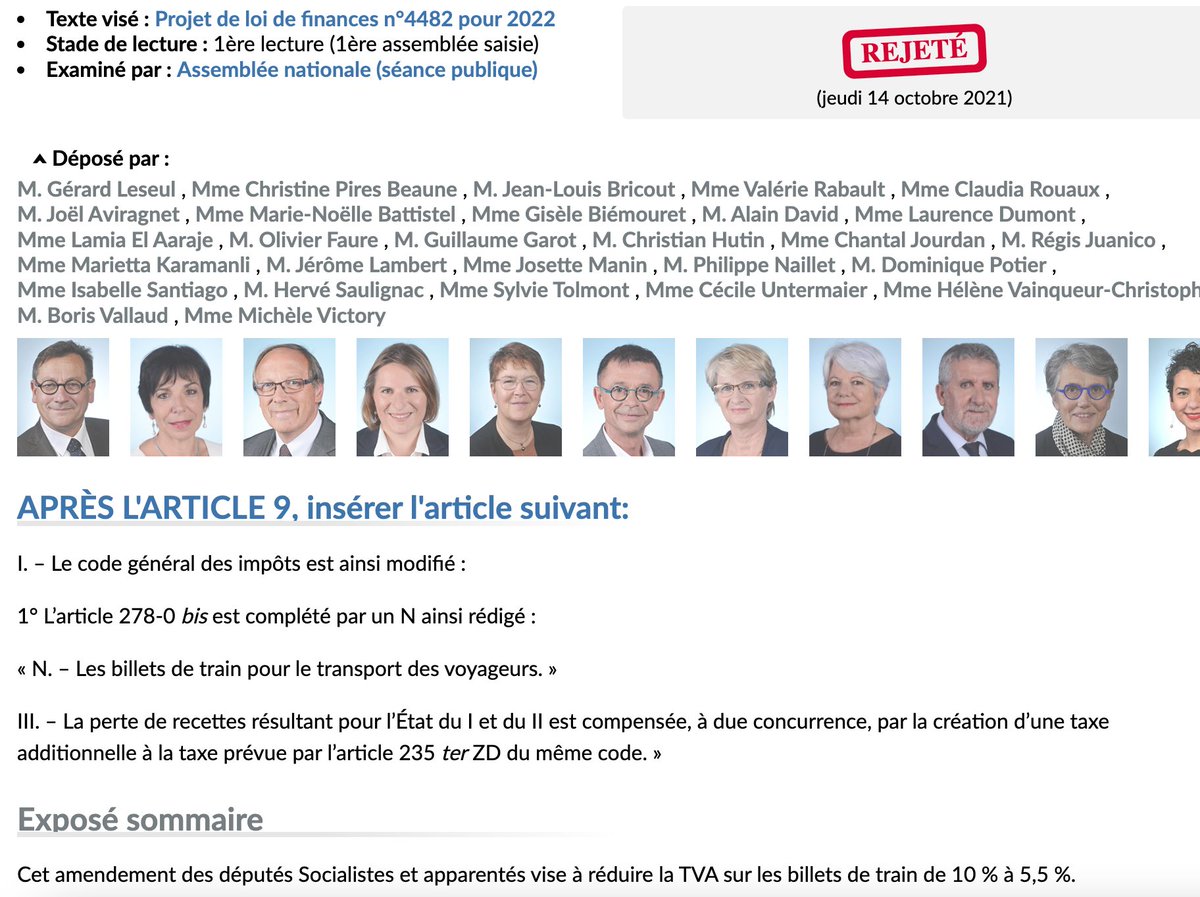 Texte visé : Projet de loi de finances n°4482 pour 2022
Stade de lecture : 1ère lecture (1ère assemblée saisie)
Examiné par : Assemblée nationale (séance publique)
REJETÉ
(jeudi 14 octobre 2021)
Déposé par :
M. Gérard Leseul , Mme Christine Pires Beaune , M. Jean-Louis Bricout , Mme Valérie Rabault , Mme Claudia Rouaux ,
M. Joël Aviragnet , Mme Marie-Noëlle Battistel , Mme Gisèle Biémouret , M. Alain David , Mme Laurence Dumont ,
Mme Lamia El Aaraje , M. Olivier Faure , M. Guillaume Garot , M. Christian Hutin , Mme Chantal Jourdan , M. Régis Juanico ,
Mme Marietta Karamanli , M. Jérôme Lambert , Mme Josette Manin , M. Philippe Naillet , M. Dominique Potier ,
Mme Isabelle Santiago , M. Hervé Saulignac , Mme Sylvie Tolmont , Mme Cécile Untermaier , Mme Hélène Vainqueur-Christoph
M. Boris Vallaud , Mme Michèle Victory
APRÈS L'ARTICLE 9, insérer l'article suivant:
I. – Le code général des impôts est ainsi modifié :
1° L’article 278-0 bis est complété par un N ainsi rédigé :
« N. – Les billets de train pour le transport des voyageurs. »
III. – La perte de recettes résultant pour l’État du I et du II est compensée, à due concurrence, par la création d’une taxe
additionnelle à la taxe prévue par l’article 235 ter ZD du même code. »
Exposé sommaire
Cet amendement des députés Socialistes et apparentés vise à réduire la TVA sur les billets de train de 10 % à 5,5 %.